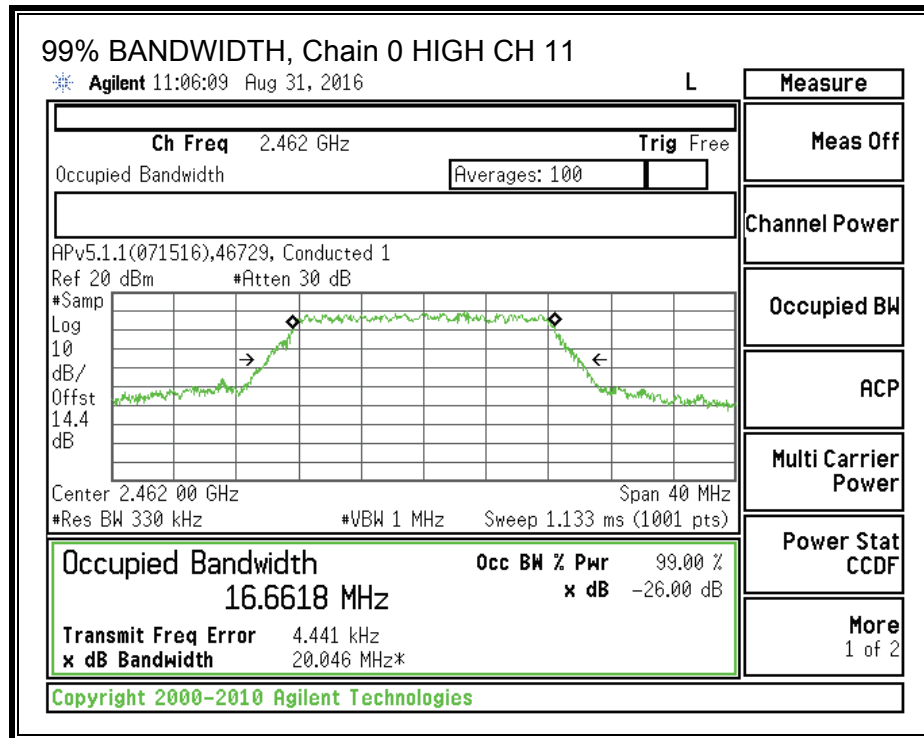 99% BANDWIDTH, Chain 0 HIGH CH 11
Agilent 11:06:09 Aug 31, 2016 L
Measure
Ch Freq 2.462 GHz Trig Free
Meas Off
Occupied Bandwidth Averages: 100
Channel Power
APv5.1.1(071516),46729, Conducted 1
Ref 20 dBm #Atten 30 dB
#Samp
Log
10
dB/
Offst
14.4
dB
Occupied BW
ACP
Multi Carrier
Power
Center 2.462 00 GHz Span 40 MHz
#Res BW 330 kHz #VBW 1 MHz Sweep 1.133 ms (1001 pts)
Power Stat
CCDF
Occupied Bandwidth Occ BW % Pwr 99.00 %
16.6618 MHz x dB -26.00 dB
Transmit Freq Error 4.441 kHz
x dB Bandwidth 20.046 MHz*
More
1 of 2
Copyright 2000-2010 Agilent Technologies